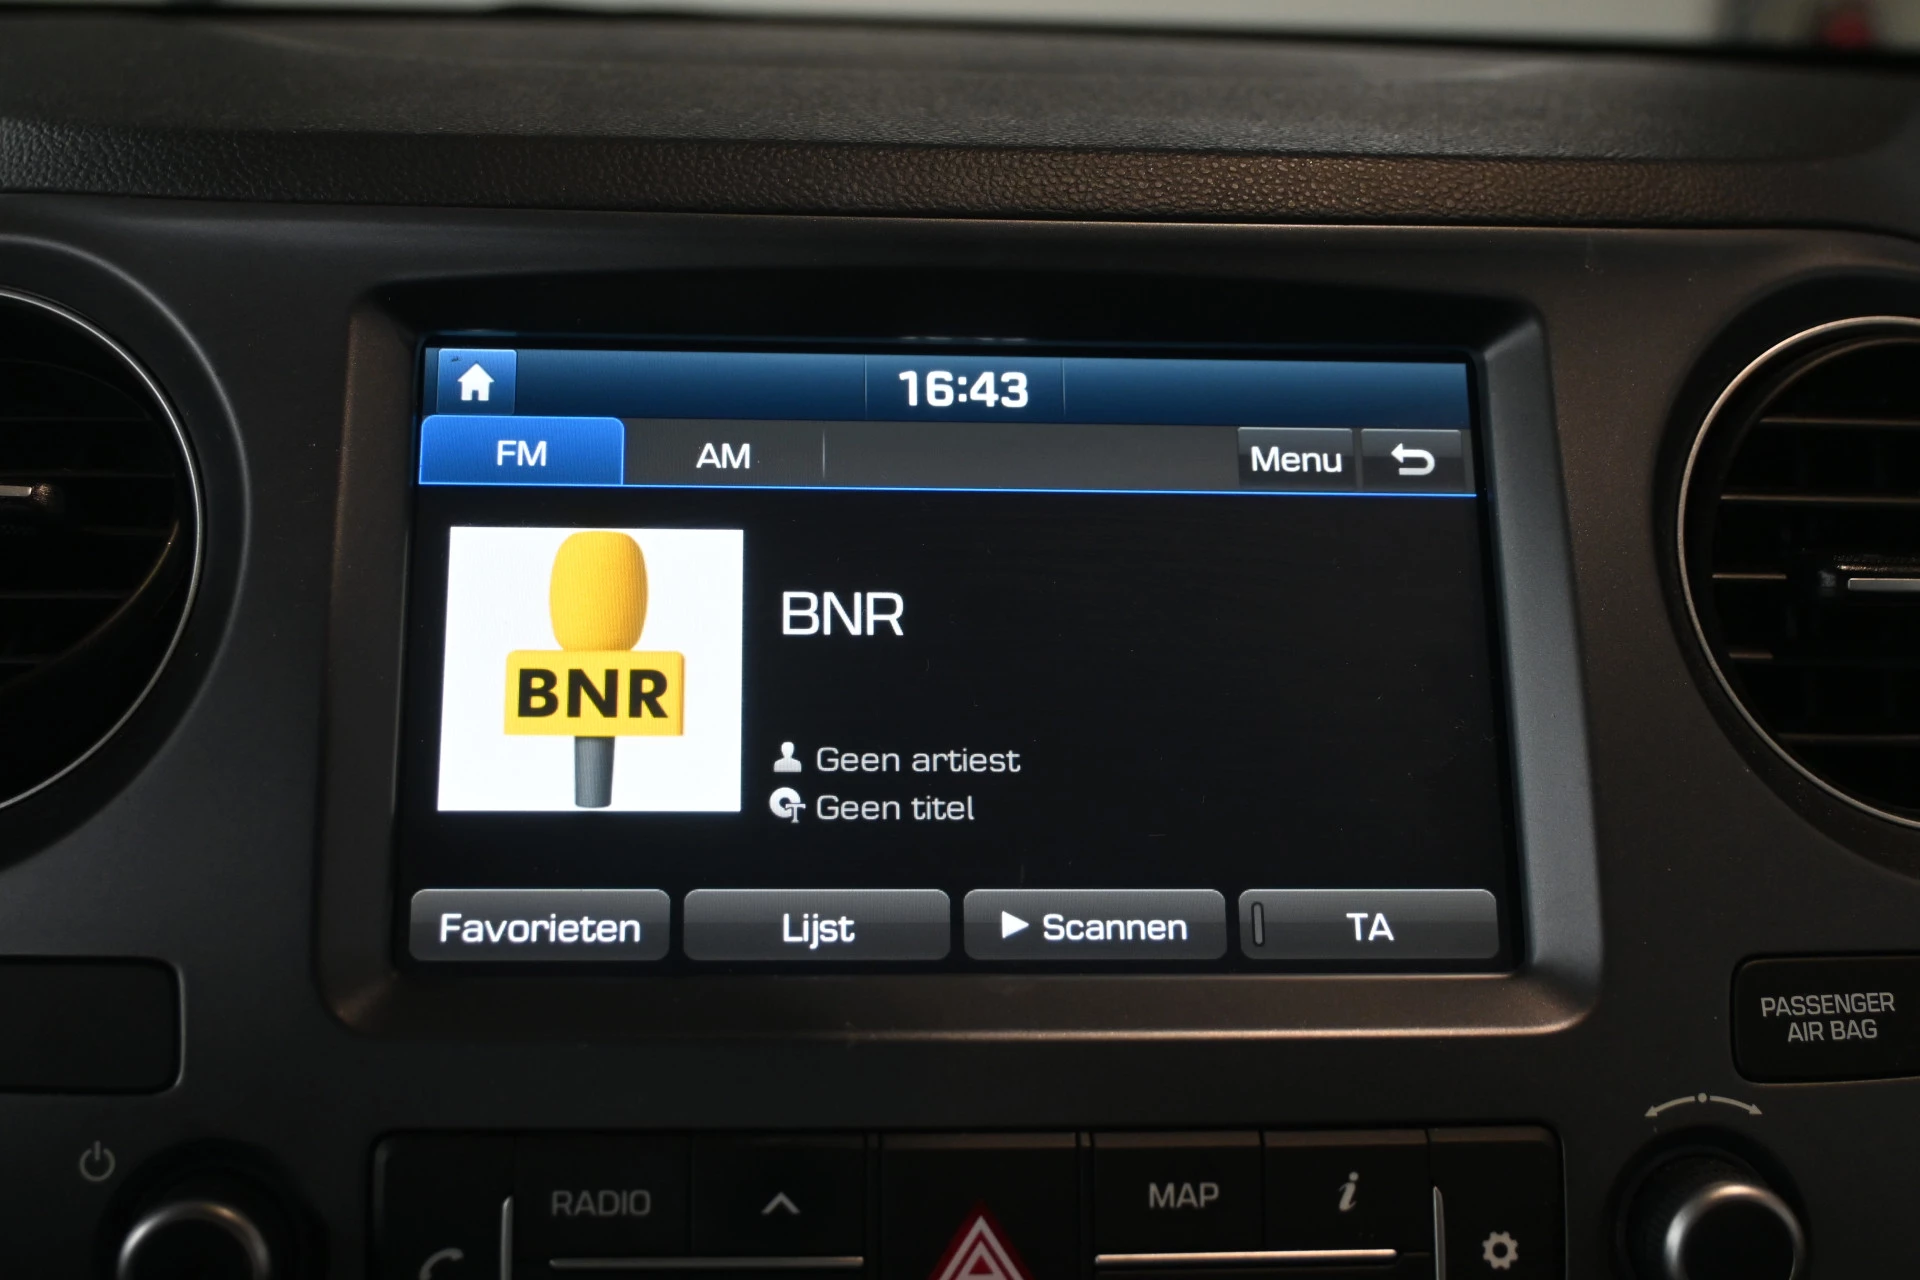 16:43
FM
AM
Menu
BNR
BNR
Geen artiest
Geen titel
Favorieten
Lijst
Scannen
TA
PASSENGER
AIR BAG
RADIO
MAP
i